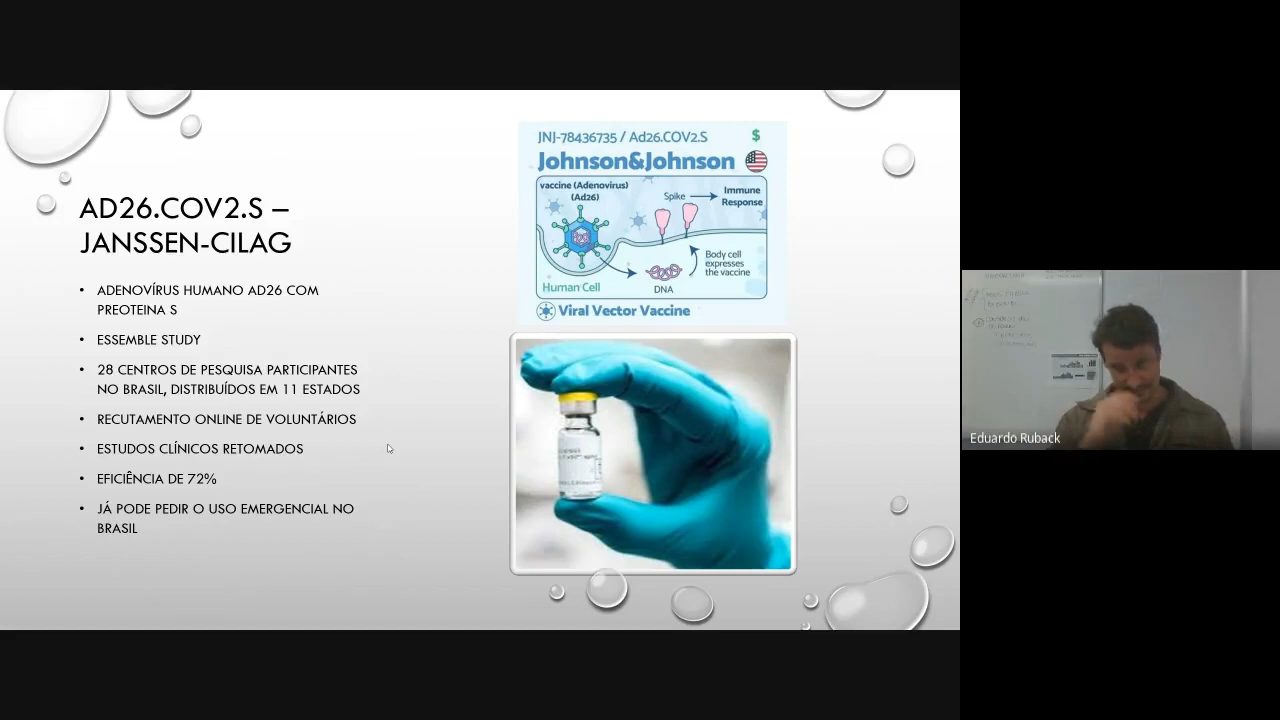 AD26.COV2.S –
JANSSEN-CILAG
• ADENOVÍRUS HUMANO AD26 COM
PREOTEINA S
• ESSEMBLE STUDY
• 28 CENTROS DE PESQUISA PARTICIPANTES
NO BRASIL, DISTRIBUÍDOS EM 11 ESTADOS
• RECUTAMENTO ONLINE DE VOLUNTÁRIOS
• ESTUDOS CLÍNICOS RETOMADOS
• EFICIÊNCIA DE 72%
• JÁ PODE PEDIR O USO EMERGENCIAL NO
BRASIL
JNJ-78436735 / Ad26.COV2.S $
Johnson&Johnson
vaccine (Adenovirus)
(Ad26)
Spike
Immune
Response
Body cell
expresses
the vaccine
Human Cell
DNA
Viral Vector Vaccine
Eduardo Ruback